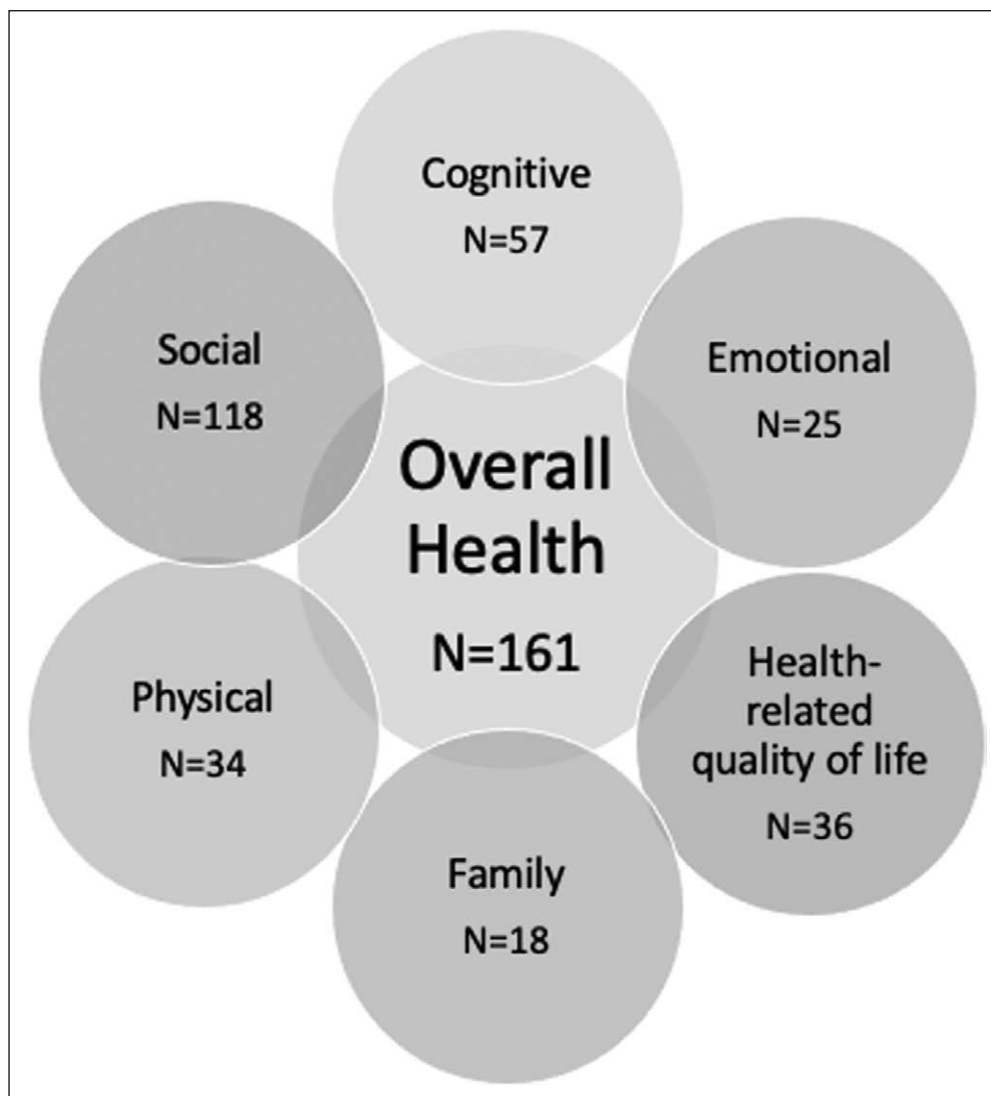 Cognitive
N=57
Social
N=118
Emotional
N=25
Overall
Health
N=161
Physical
N=34
Health-
related
quality of life
N=36
Family
N=18